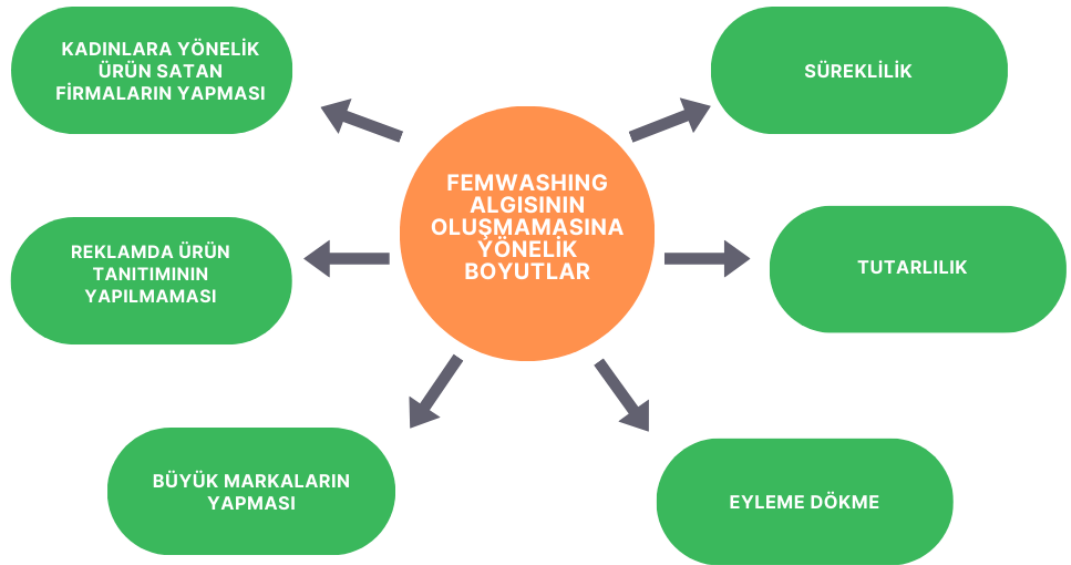 KADINLARA YÖNELİK
ÜRÜN SATAN
FİRMALARIN YAPMASI
SÜREKLİLİK
FEMWASHING
ALGISININ
OLUŞMAMASINA
YÖNELİK
BOYUTLAR
REKLAMDA ÜRÜN
TANITIMININ
YAPILMAMASI
TUTARLILIK
BÜYÜK MARKALARIN
YAPMASI
EYLEME DÖKME